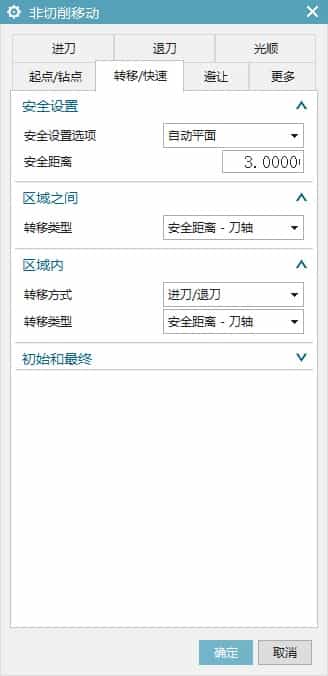 非切削移动
进刀 退刀 光顺
起点/钻点 转移/快速 避让 更多
安全设置
安全设置选项 自动平面
安全距离 3.0000
区域之间
转移类型 安全距离 - 刀轴
区域内
转移方式 进刀/退刀
转移类型 安全距离 - 刀轴
初始和最终
确定 取消